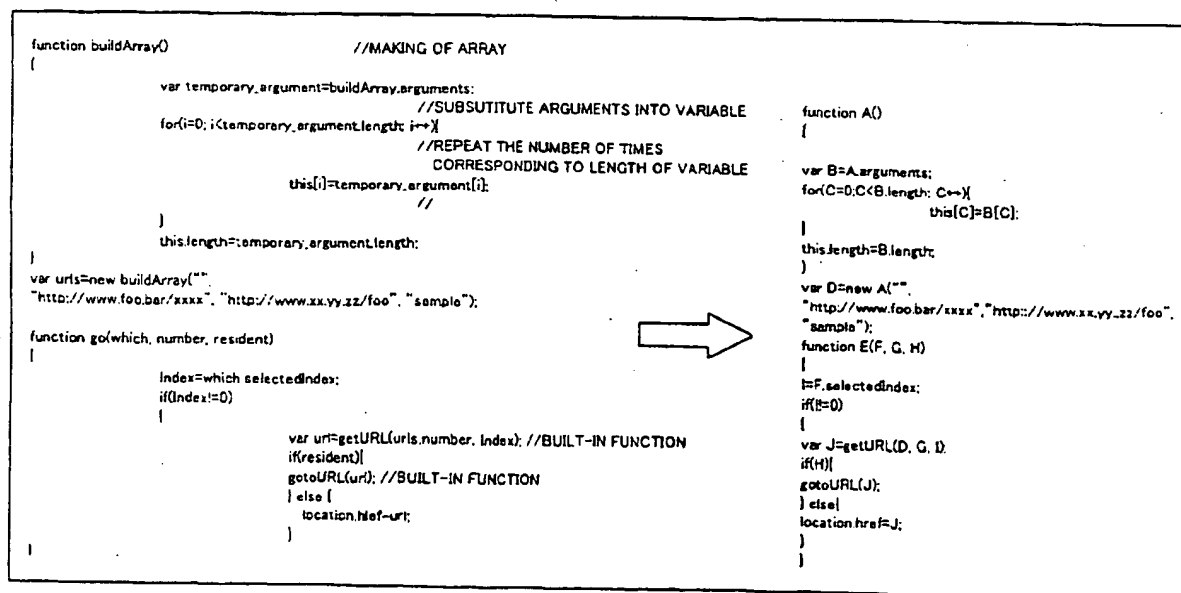 function buildArray() //MAKING OF ARRAY
{
var temporary_argument=buildArray.arguments;
//SUBSUTITUTE ARGUMENTS INTO VARIABLE
for(i=0; i<temporary_argument.length; i++){
//REPEAT THE NUMBER OF TIMES
CORRESPONDING TO LENGTH OF VARIABLE
this[i]=temporary_argument[i];
//
}
this.length=temporary_argument.length;
}
var urls=new buildArray("",
"http://www.foo.bar/xxxx", "http://www.xx.yy.zz/foo", "sample");
function go(which, number, resident)
{
Index=which selectedIndex;
if(Index!=0)
{
var url=getURL(urls,number, Index); //BUILT-IN FUNCTION
if(resident){
gotoURL(url); //BUILT-IN FUNCTION
} else {
location.href=url;
}
}
function A()
{
var B=A.arguments;
for(C=0;C<B.length; C++){
this[C]=B[C];
}
this.length=B.length;
}
var D=new A("",
"http://www.foo.bar/xxxx","http://www.xx.yy.zz/foo",
"sample");
function E(F, G, H)
{
I=F.selectedIndex;
if(I!=0)
{
var J=getURL(D, G, I);
if(H){
gotoURL(J);
} else{
location.href=J;
}
}